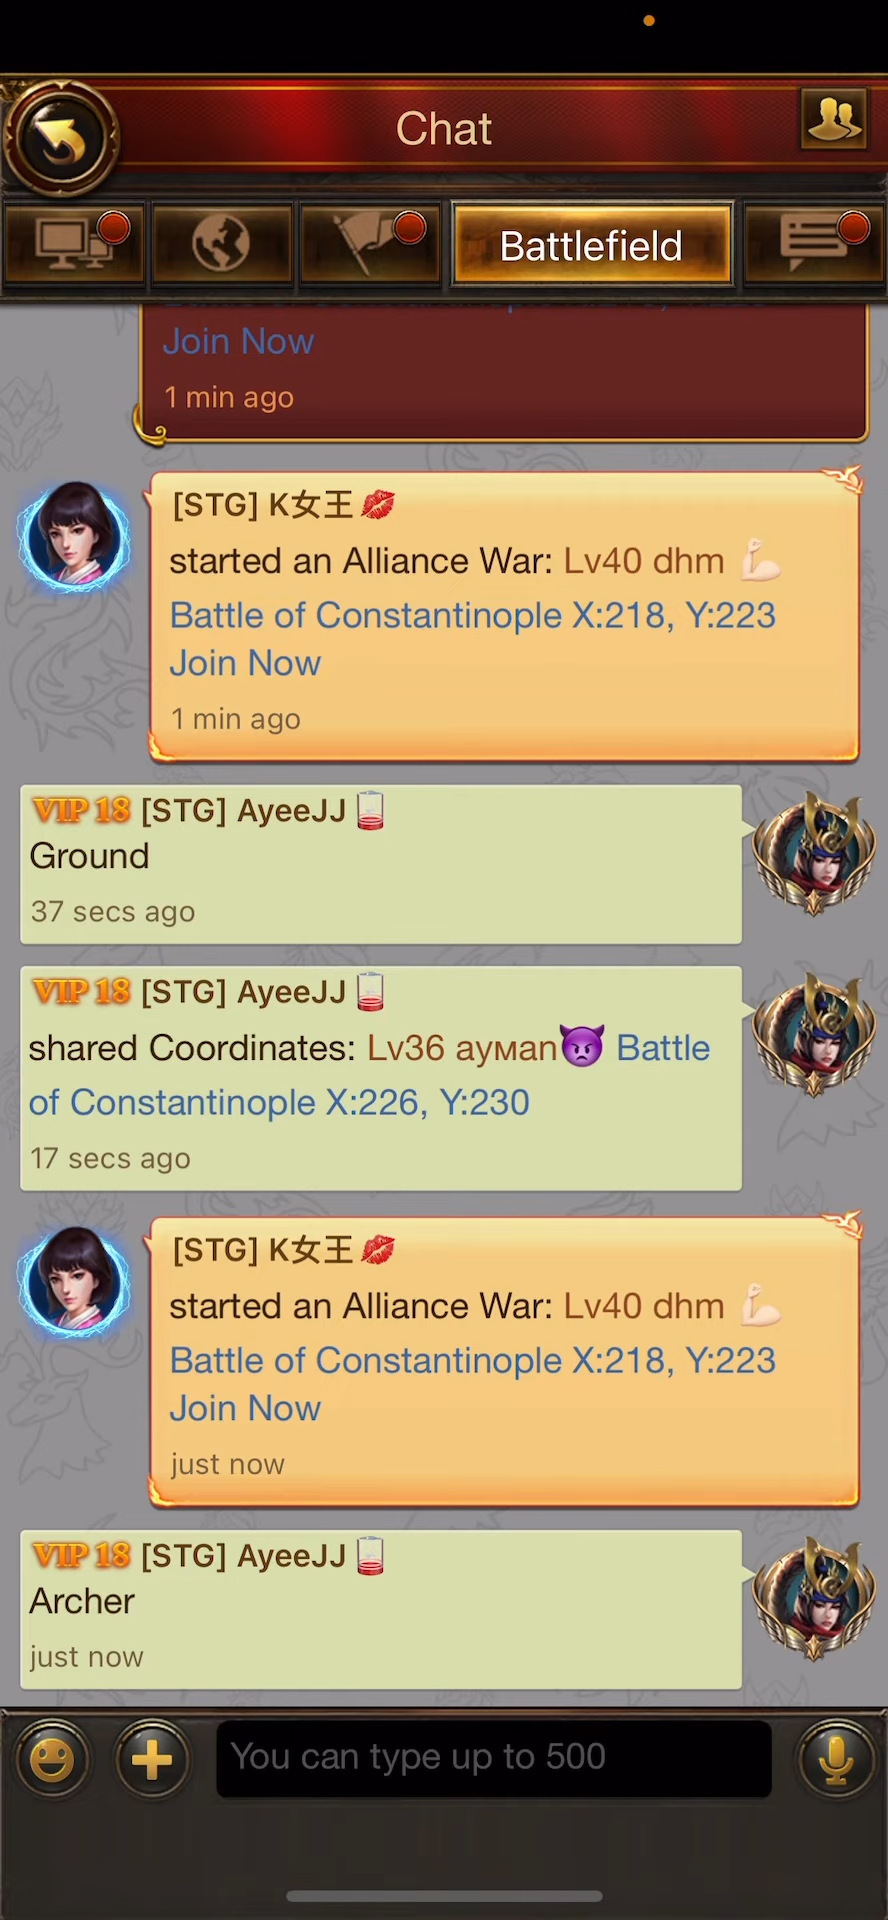 Chat
Battlefield
Join Now
1 min ago
[STG] K女王💋
started an Alliance War: Lv40 dhm 💪🏻
Battle of Constantinople X:218, Y:223
Join Now
1 min ago
VIP 18 [STG] AyeeJJ🪫
Ground
37 secs ago
VIP 18 [STG] AyeeJJ🪫
shared Coordinates: Lv36 ayмan👿 Battle
of Constantinople X:226, Y:230
17 secs ago
[STG] K女王💋
started an Alliance War: Lv40 dhm 💪🏻
Battle of Constantinople X:218, Y:223
Join Now
just now
VIP 18 [STG] AyeeJJ🪫
Archer
just now
You can type up to 500